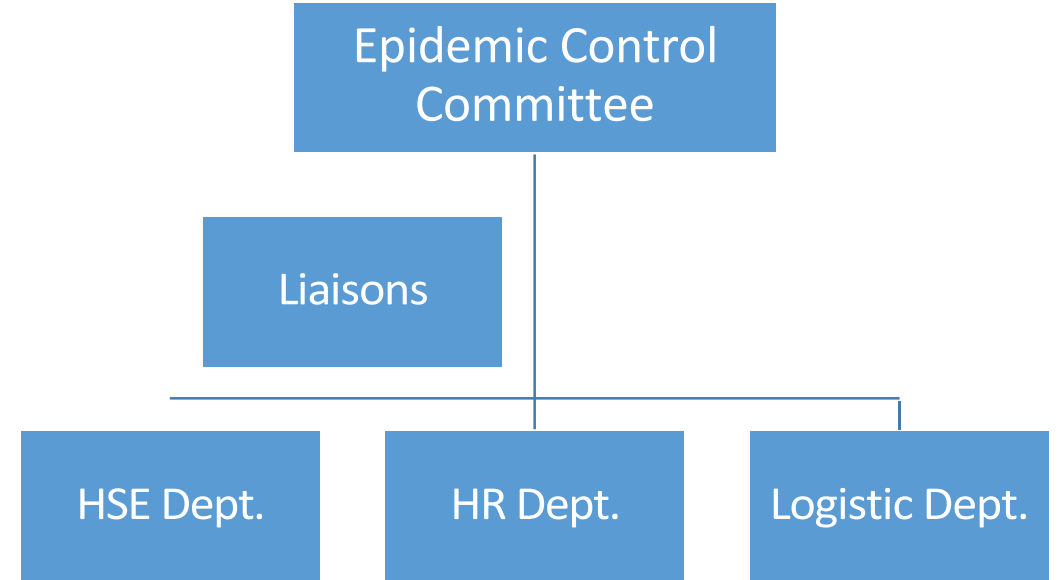 Epidemic Control
Committee
Liaisons
HSE Dept.
HR Dept.
Logistic Dept.